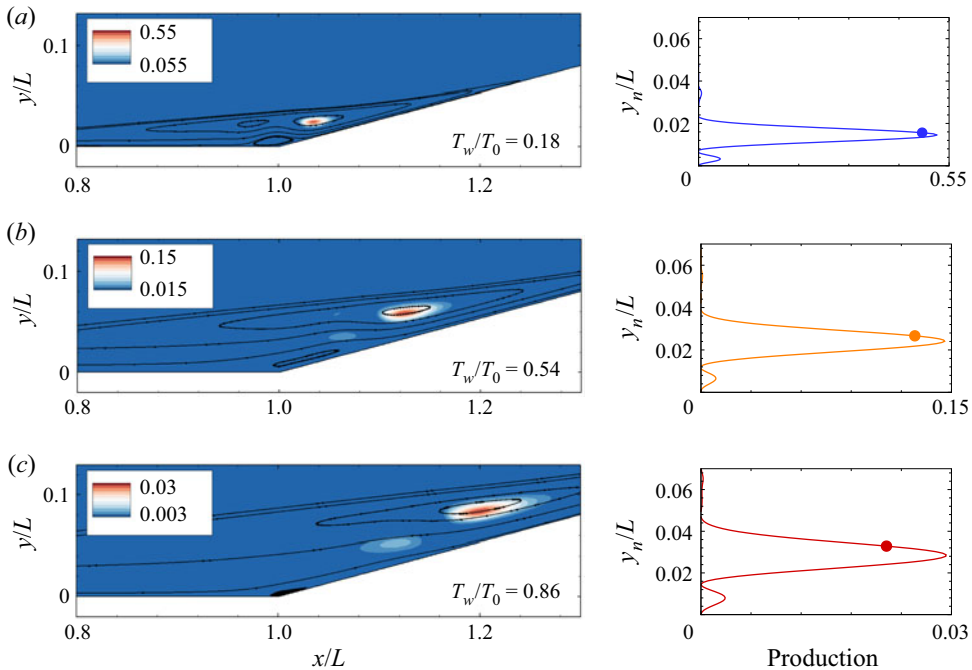 (a)
0.55
0.055
y/L
0.1
0
T_w/T_0 = 0.18
0.8
1.0
1.2
y_n/L
0.06
0.04
0.02
0
0.55
(b)
0.15
0.015
y/L
0.1
0
T_w/T_0 = 0.54
0.8
1.0
1.2
y_n/L
0.06
0.04
0.02
0
0.15
(c)
0.03
0.003
y/L
0.1
0
T_w/T_0 = 0.86
0.8
1.0
1.2
x/L
y_n/L
0.06
0.04
0.02
0
0.03
Production